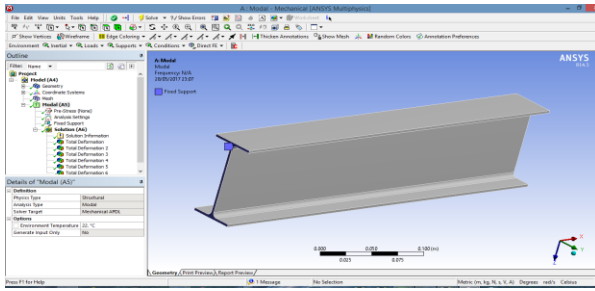 A : Modal - Mechanical [ANSYS Multiphysics]
File Edit View Units Tools Help Solve ?/ Show Errors
Show Vertices Wireframe Edge Coloring Thicken Annotations Show Mesh Random Colors Annotation Preferences
Environment Inertial Loads Supports Conditions Direct FE
Outline
Filter: Name
Project
Model (A4)
Geometry
Coordinate Systems
Mesh
Modal (A5)
Pre-Stress (None)
Analysis Settings
Fixed Support
Solution (A6)
Solution Information
Total Deformation
Total Deformation 2
Total Deformation 3
Total Deformation 4
Total Deformation 5
Total Deformation 6
Details of "Modal (A5)"
Definition
Physics Type Structural
Analysis Type Modal
Solver Target Mechanical APDL
Options
Environment Temperature 22. °C
Generate Input Only No
A: Modal
Modal
Frequency: N/A
Fixed Support
ANSYS
0.000 0.050 0.100 (m)
0.025 0.075
X
Y
Z
Geometry Print Preview Report Preview
Press F1 for Help 1 Message No Selection Metric (m, kg, N, s, V, A) Degrees rad/s Celsius